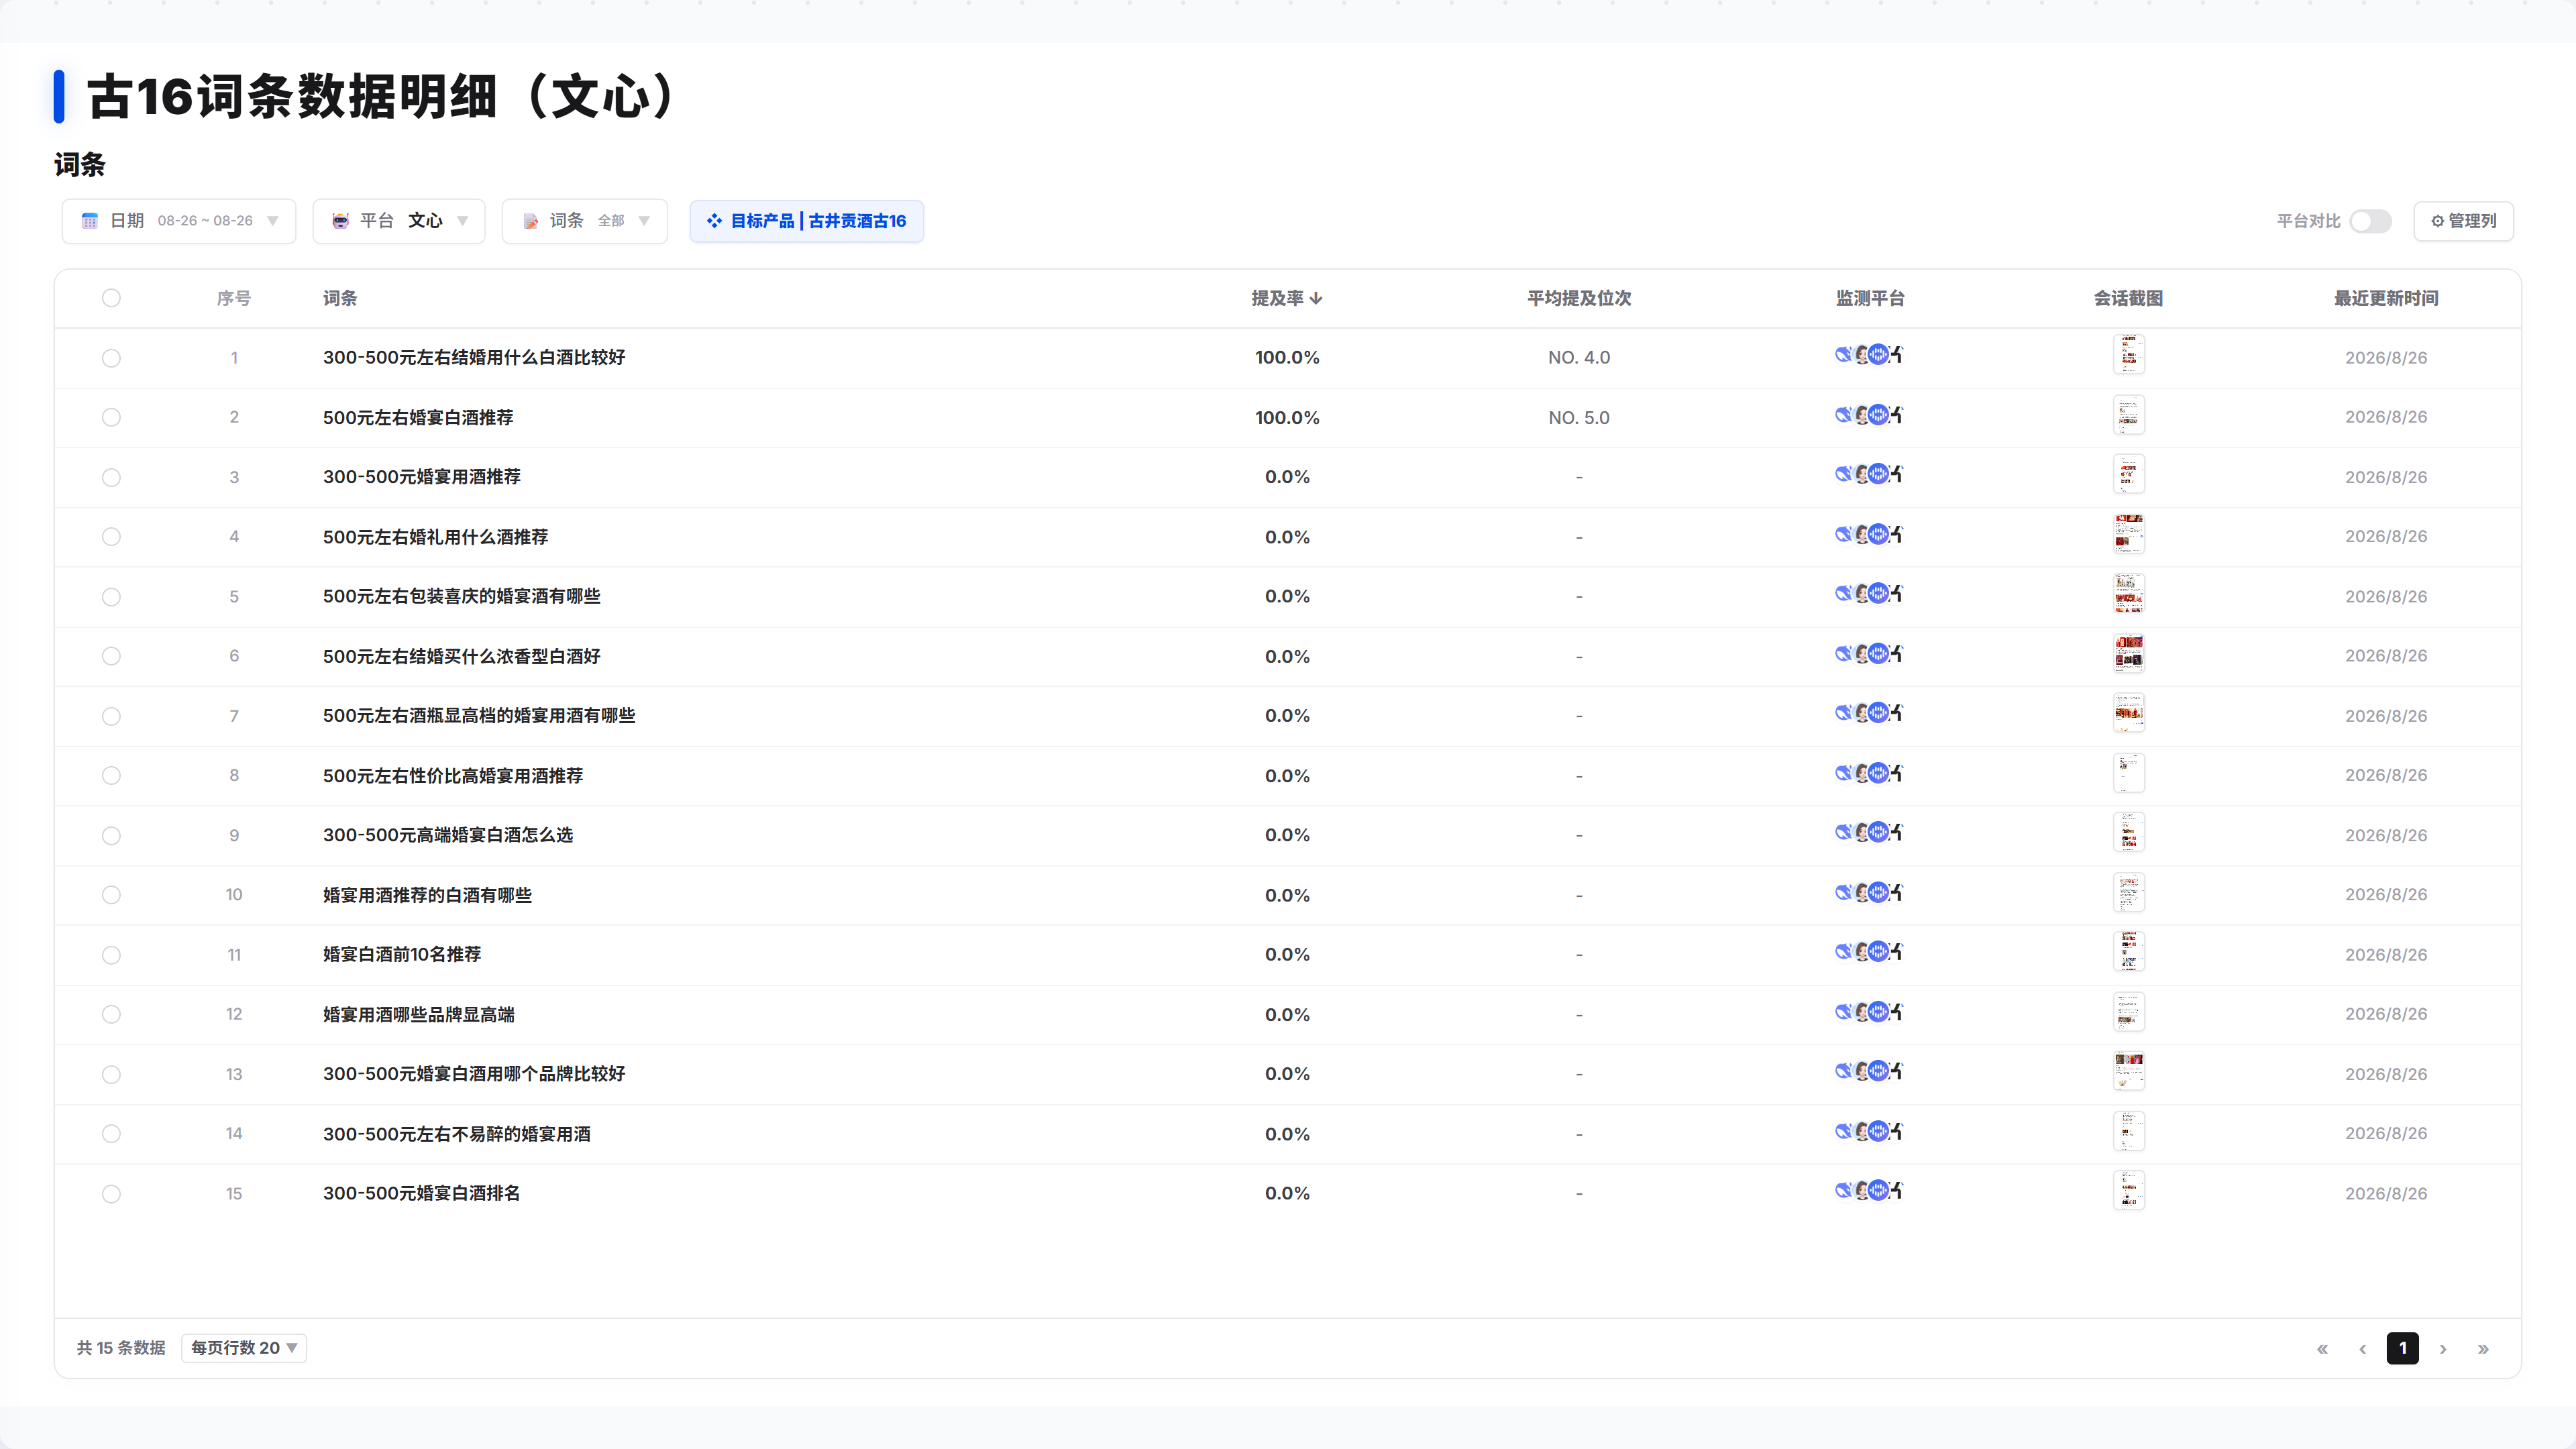 古16词条数据明细（文心）
词条
日期 08-26 ~ 08-26 ▼ 平台 文心 ▼ 词条 全部 ▼ 目标产品 | 古井贡酒古16 平台对比 管理列
序号 词条 提及率↓ 平均提及位次 监测平台 会话截图 最近更新时间
1 300-500元左右结婚用什么白酒比较好 100.0% NO. 4.0 2026/8/26
2 500元左右婚宴白酒推荐 100.0% NO. 5.0 2026/8/26
3 300-500元婚宴用酒推荐 0.0% - 2026/8/26
4 500元左右婚礼用什么酒推荐 0.0% - 2026/8/26
5 500元左右包装喜庆的婚宴酒有哪些 0.0% - 2026/8/26
6 500元左右结婚买什么浓香型白酒好 0.0% - 2026/8/26
7 500元左右酒瓶显高档的婚宴用酒有哪些 0.0% - 2026/8/26
8 500元左右性价比高婚宴用酒推荐 0.0% - 2026/8/26
9 300-500元高端婚宴白酒怎么选 0.0% - 2026/8/26
10 婚宴用酒推荐的白酒有哪些 0.0% - 2026/8/26
11 婚宴白酒前10名推荐 0.0% - 2026/8/26
12 婚宴用酒哪些品牌显高端 0.0% - 2026/8/26
13 300-500元婚宴白酒用哪个品牌比较好 0.0% - 2026/8/26
14 300-500元左右不易醉的婚宴用酒 0.0% - 2026/8/26
15 300-500元婚宴白酒排名 0.0% - 2026/8/26
共 15 条数据 每页行数 20 ▼ « ‹ 1 › »